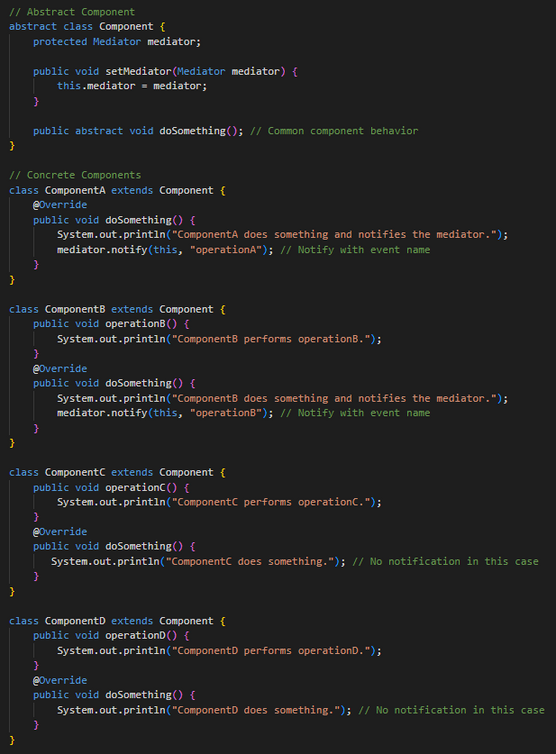 // Abstract Component
abstract class Component {
    protected Mediator mediator;

    public void setMediator(Mediator mediator) {
        this.mediator = mediator;
    }

    public abstract void doSomething(); // Common component behavior
}

// Concrete Components
class ComponentA extends Component {
    @Override
    public void doSomething() {
        System.out.println("ComponentA does something and notifies the mediator.");
        mediator.notify(this, "operationA"); // Notify with event name
    }
}

class ComponentB extends Component {
    public void operationB() {
        System.out.println("ComponentB performs operationB.");
    }
    @Override
    public void doSomething() {
        System.out.println("ComponentB does something and notifies the mediator.");
        mediator.notify(this, "operationB"); // Notify with event name
    }
}

class ComponentC extends Component {
    public void operationC() {
        System.out.println("ComponentC performs operationC.");
    }
    @Override
    public void doSomething() {
       System.out.println("ComponentC does something."); // No notification in this case
    }
}

class ComponentD extends Component {
    public void operationD() {
        System.out.println("ComponentD performs operationD.");
    }
    @Override
    public void doSomething() {
        System.out.println("ComponentD does something."); // No notification in this case
    }
}